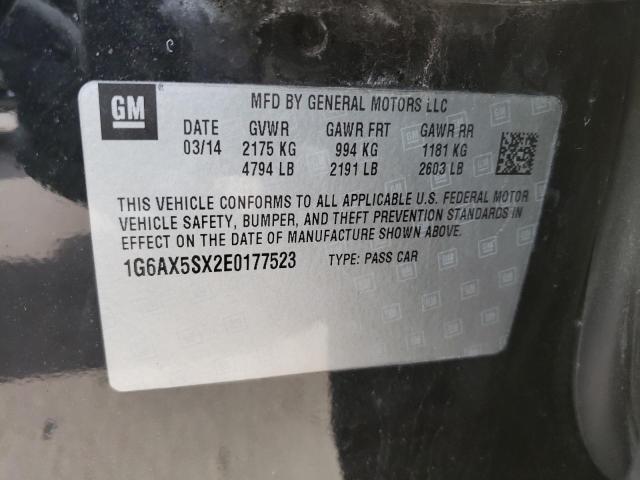 GM
MFD BY GENERAL MOTORS LLC
DATE GVWR GAWR FRT GAWR RR
03/14 2175 KG 994 KG 1181 KG
4794 LB 2191 LB 2603 LB
THIS VEHICLE CONFORMS TO ALL APPLICABLE U.S. FEDERAL MOTOR
VEHICLE SAFETY, BUMPER, AND THEFT PREVENTION STANDARDS IN
EFFECT ON THE DATE OF MANUFACTURE SHOWN ABOVE.
1G6AX5SX2E0177523 TYPE: PASS CAR